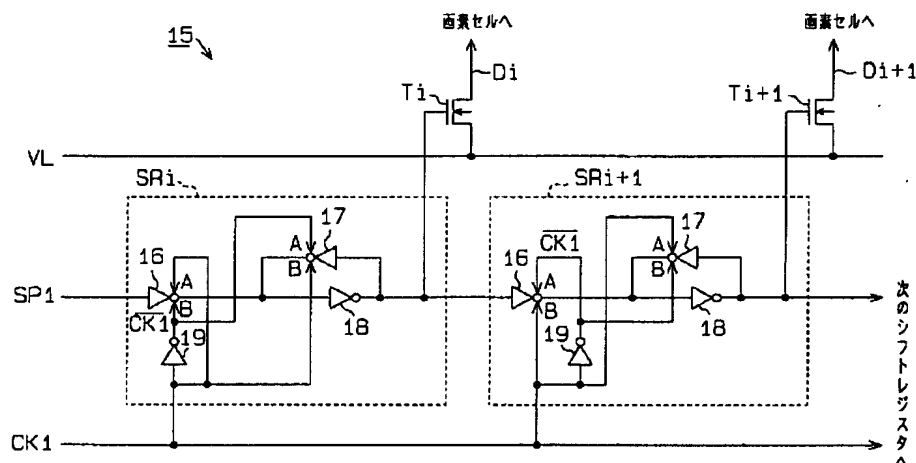 15
画素セルへ
画素セルへ
Di
Di+1
Ti
Ti+1
VL
SRi
SRi+1
17
A
B
16
A
B
CK1
18
19
SP1
CK1
17
A
B
16
A
B
18
19
CK1
次のシフトレジスタへ